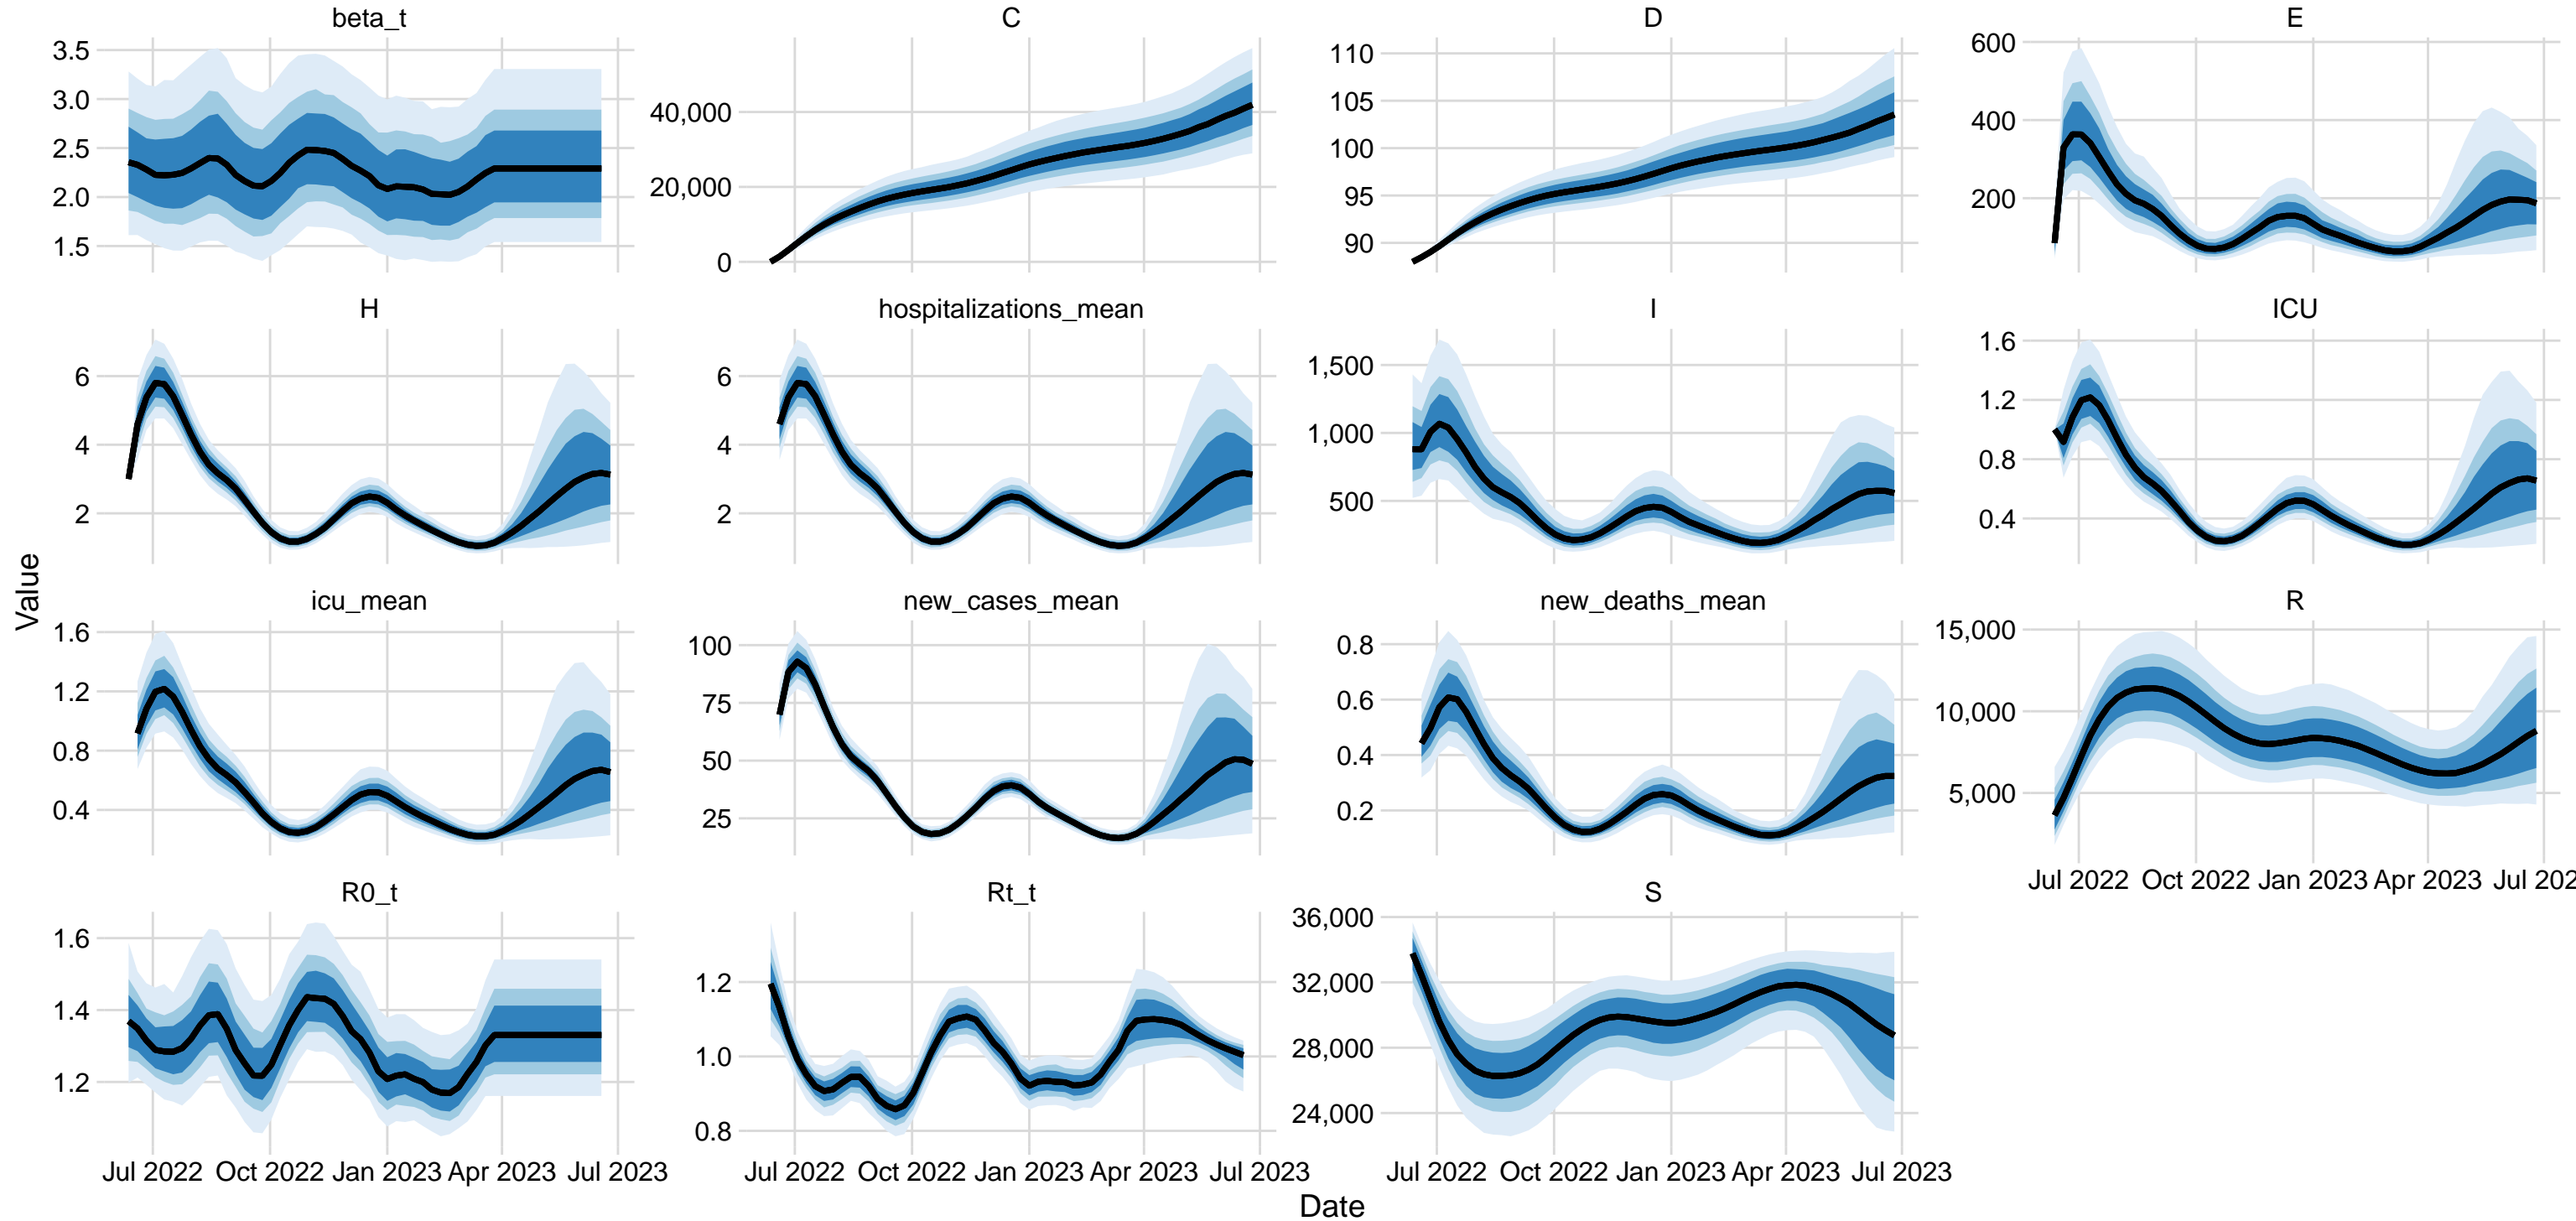 beta_t
C
D
E
3.5
3.0
2.5
2.0
1.5
40,000
20,000
0
110
105
100
95
90
600
400
200
H
hospitalizations_mean
I
ICU
6
4
2
6
4
2
1,500
1,000
500
1.6
1.2
0.8
0.4
Value
icu_mean
new_cases_mean
new_deaths_mean
R
1.6
1.2
0.8
0.4
100
75
50
25
0.8
0.6
0.4
0.2
15,000
10,000
5,000
Jul 2022 Oct 2022 Jan 2023 Apr 2023 Jul 202
R0_t
Rt_t
S
1.6
1.4
1.2
1.2
1.0
0.8
36,000
32,000
28,000
24,000
Jul 2022 Oct 2022 Jan 2023 Apr 2023 Jul 2023
Jul 2022 Oct 2022 Jan 2023 Apr 2023 Jul 2023
Jul 2022 Oct 2022 Jan 2023 Apr 2023 Jul 2023
Date